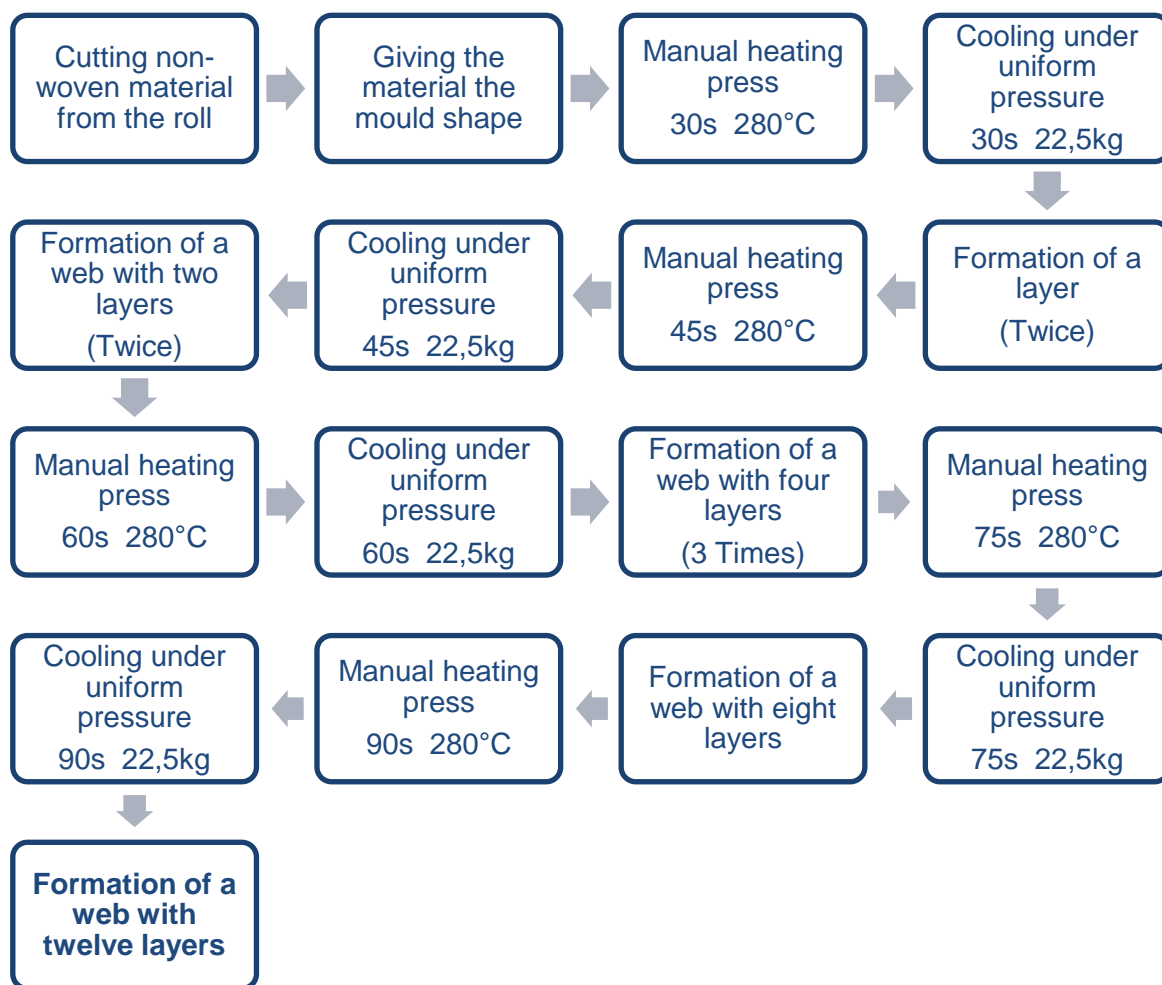 Cutting non-
woven material
from the roll
Giving the
material the
mould shape
Manual heating
press
30s 280°C
Cooling under
uniform
pressure
30s 22,5kg
Formation of a
layer
(Twice)
Manual heating
press
45s 280°C
Cooling under
uniform
pressure
45s 22,5kg
Formation of a
web with two
layers
(Twice)
Manual heating
press
60s 280°C
Cooling under
uniform
pressure
60s 22,5kg
Formation of a
web with four
layers
(3 Times)
Manual heating
press
75s 280°C
Cooling under
uniform
pressure
75s 22,5kg
Formation of a
web with eight
layers
Manual heating
press
90s 280°C
Cooling under
uniform
pressure
90s 22,5kg
Formation of a
web with
twelve layers